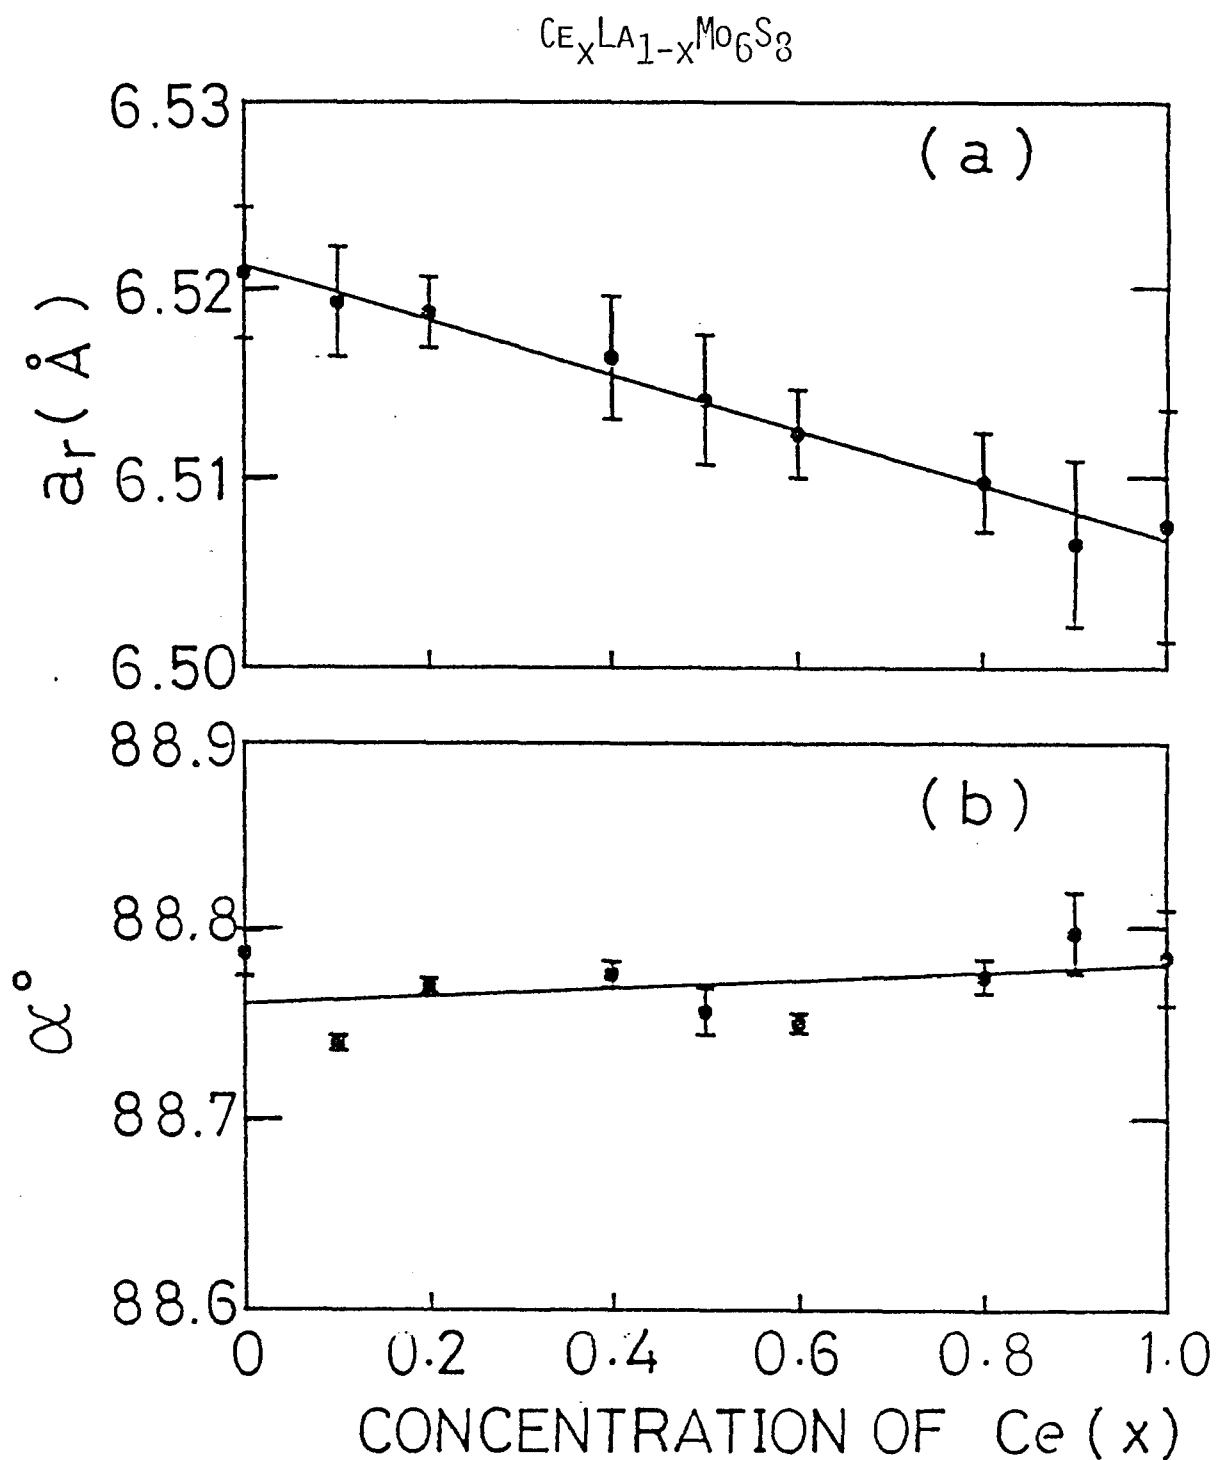 CExLA1-xMO6S8
6.53
(a)
6.52
ar(Å)
6.51
6.50
88.9
(b)
88.8
α°
88.7
88.6
0 0.2 0.4 0.6 0.8 1.0
CONCENTRATION OF Ce(x)